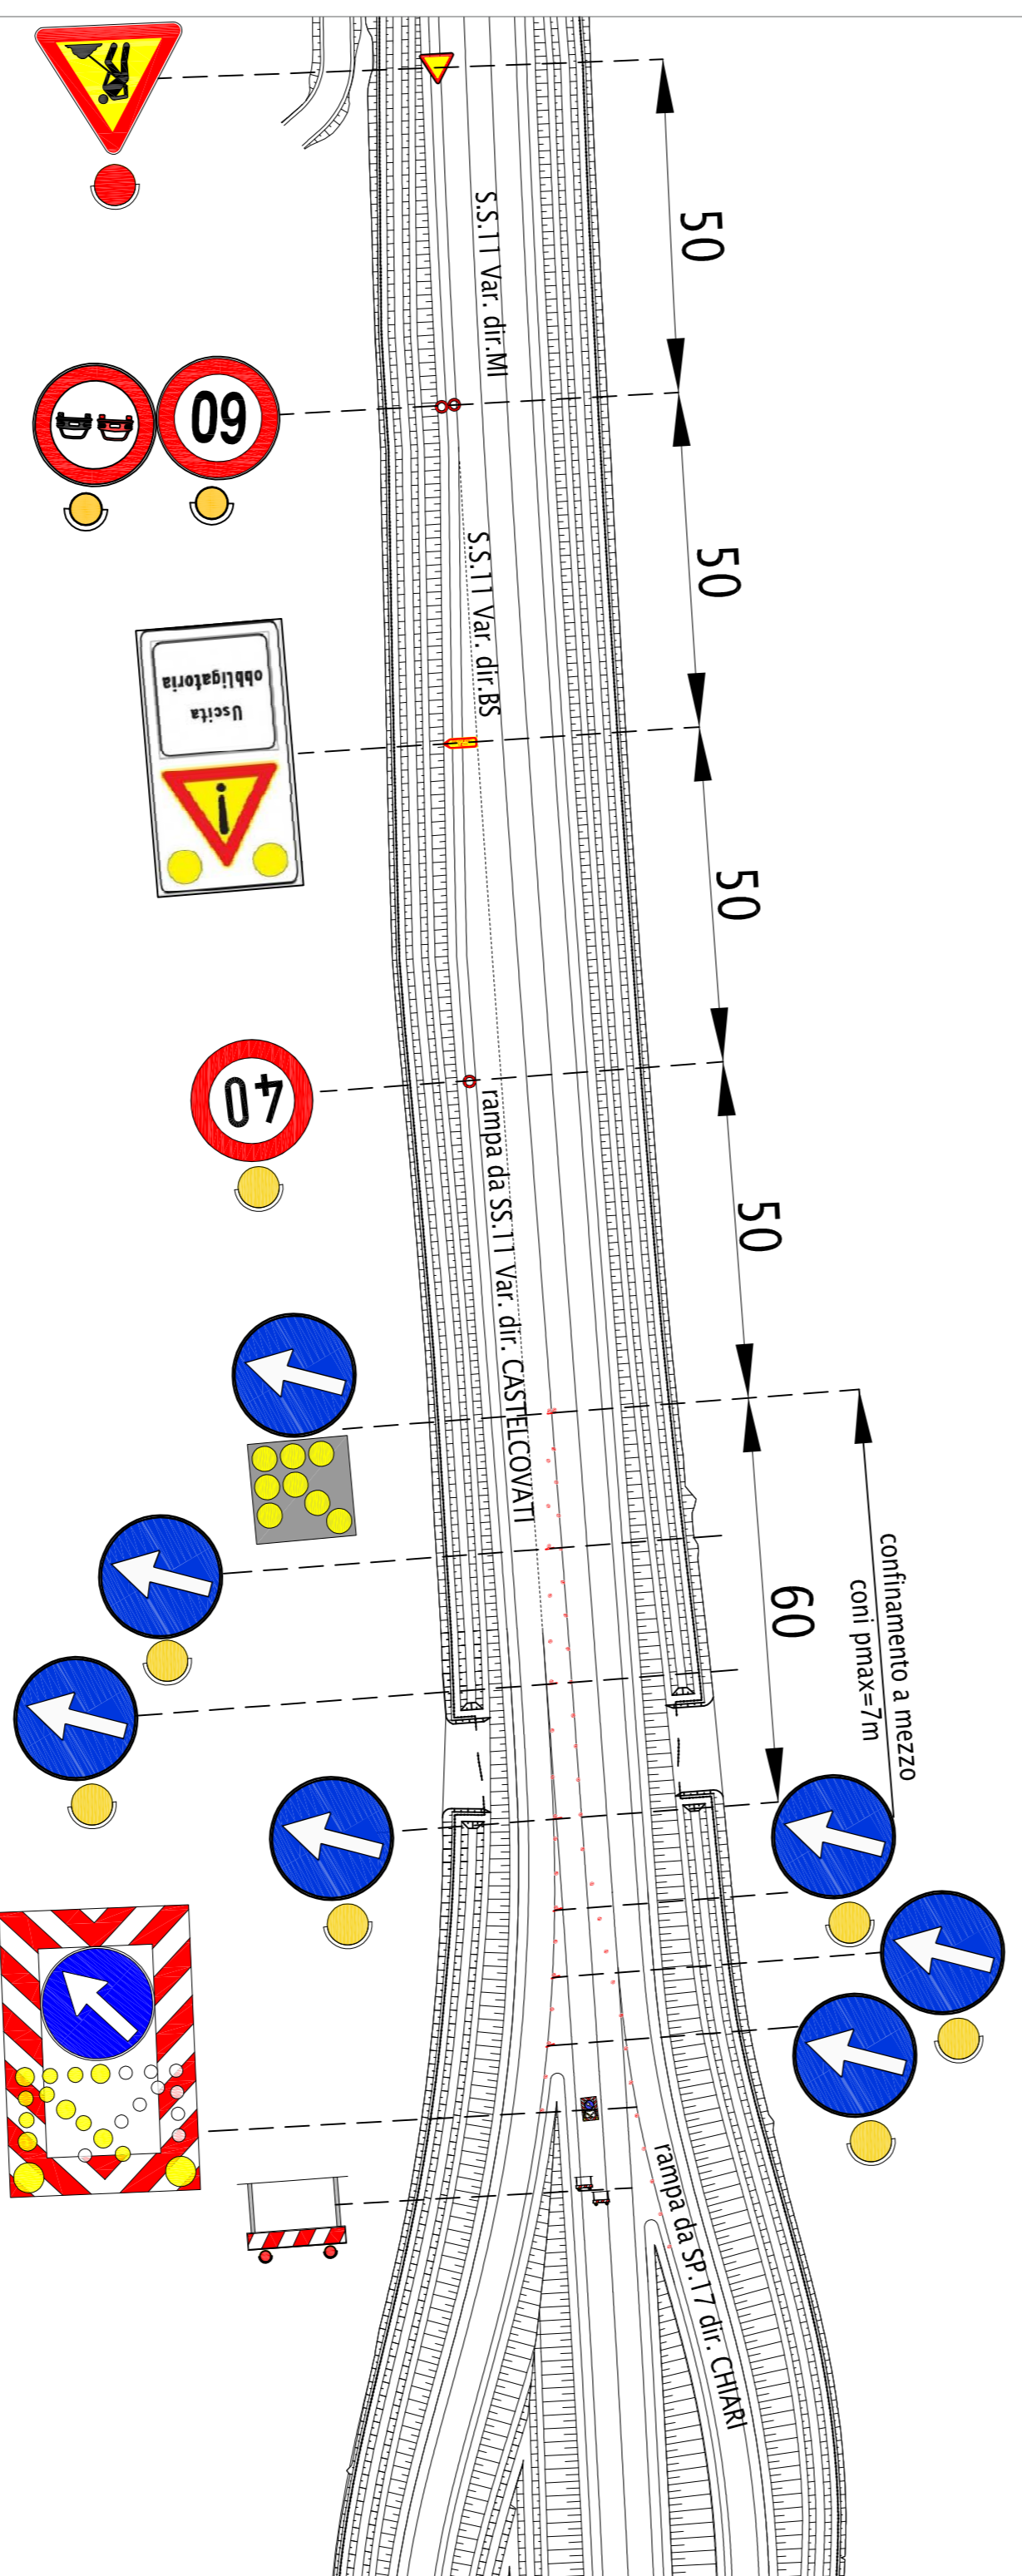 50
S.S.11 Var. dir.MI
60
50
S.S.11 Var. dir.BS
Uscita
obbligatoria
50
40
rampa da SS.11 Var. dir. CASTELCOVATI
50
confinamento a mezzo
coni pmax=7m
60
rampa da SP.17 dir. CHIARI